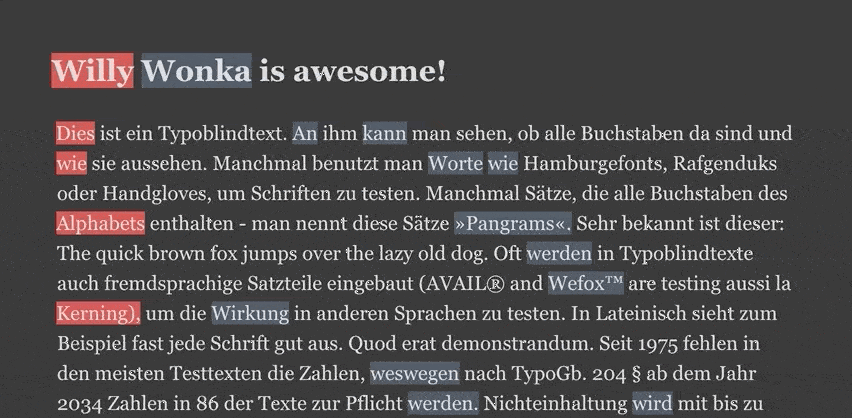 Willy Wonka is awesome!
Dies ist ein Typoblindtext. An ihm kann man sehen, ob alle Buchstaben da sind und
wie sie aussehen. Manchmal benutzt man Worte wie Hamburgefonts, Rafgenduks
oder Handgloves, um Schriften zu testen. Manchmal Sätze, die alle Buchstaben des
Alphabets enthalten - man nennt diese Sätze »Pangrams«. Sehr bekannt ist dieser:
The quick brown fox jumps over the lazy old dog. Oft werden in Typoblindtexte
auch fremdsprachige Satzteile eingebaut (AVAIL® and Wefox™ are testing aussi la
Kerning), um die Wirkung in anderen Sprachen zu testen. In Lateinisch sieht zum
Beispiel fast jede Schrift gut aus. Quod erat demonstrandum. Seit 1975 fehlen in
den meisten Testtexten die Zahlen, weswegen nach TypoGb. 204 § ab dem Jahr
2034 Zahlen in 86 der Texte zur Pflicht werden. Nichteinhaltung wird mit bis zu